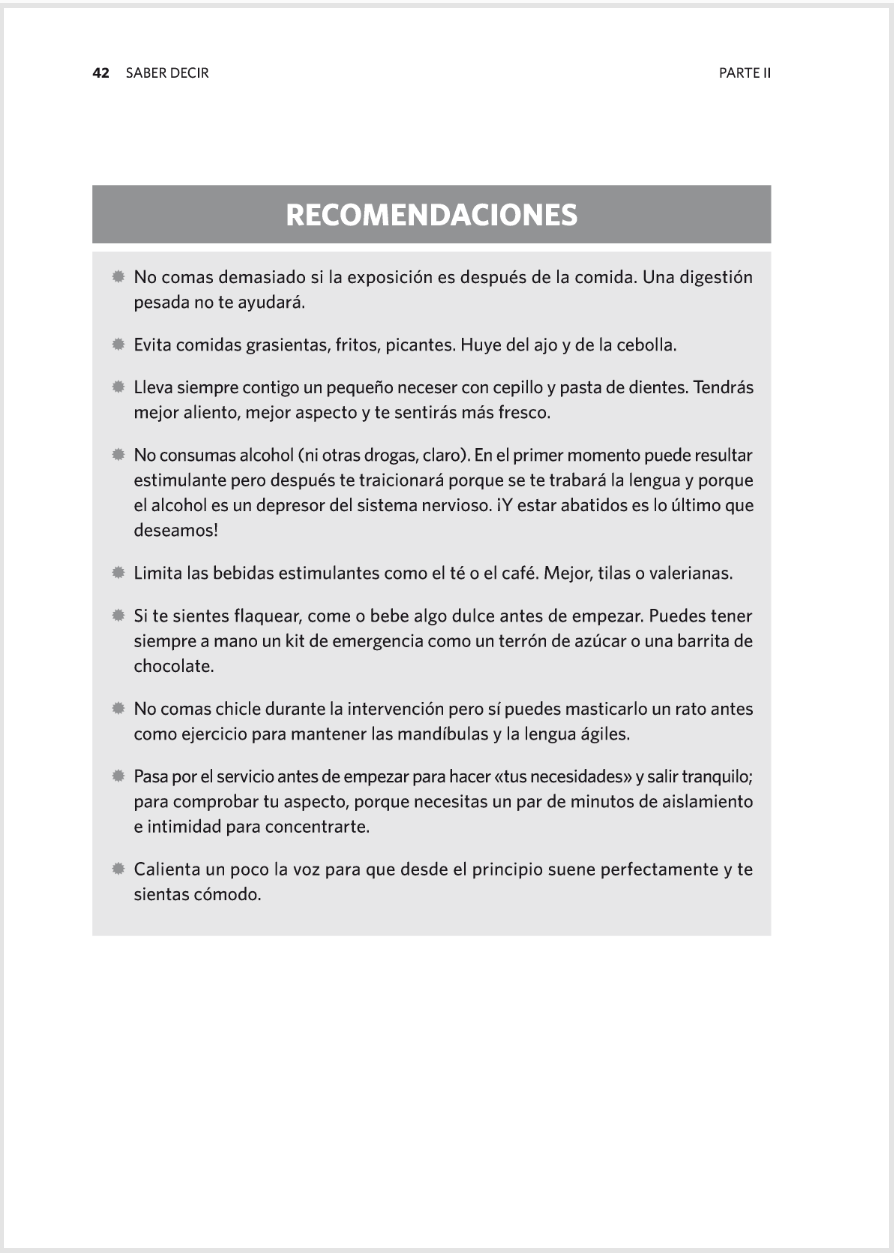 42 SABER DECIR PARTE II
RECOMENDACIONES
No comas demasiado si la exposición es después de la comida. Una digestión
pesada no te ayudará.
Evita comidas grasientas, fritos, picantes. Huye del ajo y de la cebolla.
Lleva siempre contigo un pequeño neceser con cepillo y pasta de dientes. Tendrás
mejor aliento, mejor aspecto y te sentirás más fresco.
No consumas alcohol (ni otras drogas, claro). En el primer momento puede resultar
estimulante pero después te traicionará porque se te trabará la lengua y porque
el alcohol es un depresor del sistema nervioso. ¡Y estar abatidos es lo último que
deseamos!
Limita las bebidas estimulantes como el té o el café. Mejor, tilas o valerianas.
Si te sientes flaquear, come o bebe algo dulce antes de empezar. Puedes tener
siempre a mano un kit de emergencia como un terrón de azúcar o una barrita de
chocolate.
No comas chicle durante la intervención pero sí puedes masticarlo un rato antes
como ejercicio para mantener las mandíbulas y la lengua ágiles.
Pasa por el servicio antes de empezar para hacer «tus necesidades» y salir tranquilo;
para comprobar tu aspecto, porque necesitas un par de minutos de aislamiento
e intimidad para concentrarte.
Calienta un poco la voz para que desde el principio suene perfectamente y te
sientas cómodo.